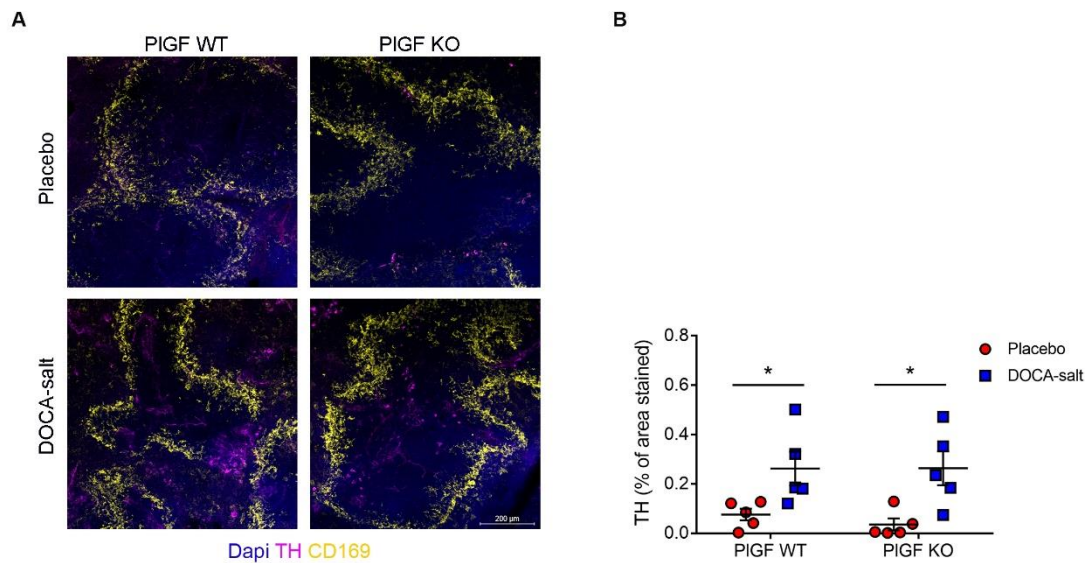 A
PlGF WT
PlGF KO
Placebo
DOCA-salt
200 µm
Dapi TH CD169
B
TH (% of area stained)
0.8
0.6
0.4
0.2
0.0
*
*
Placebo
DOCA-salt
PlGF WT
PlGF KO